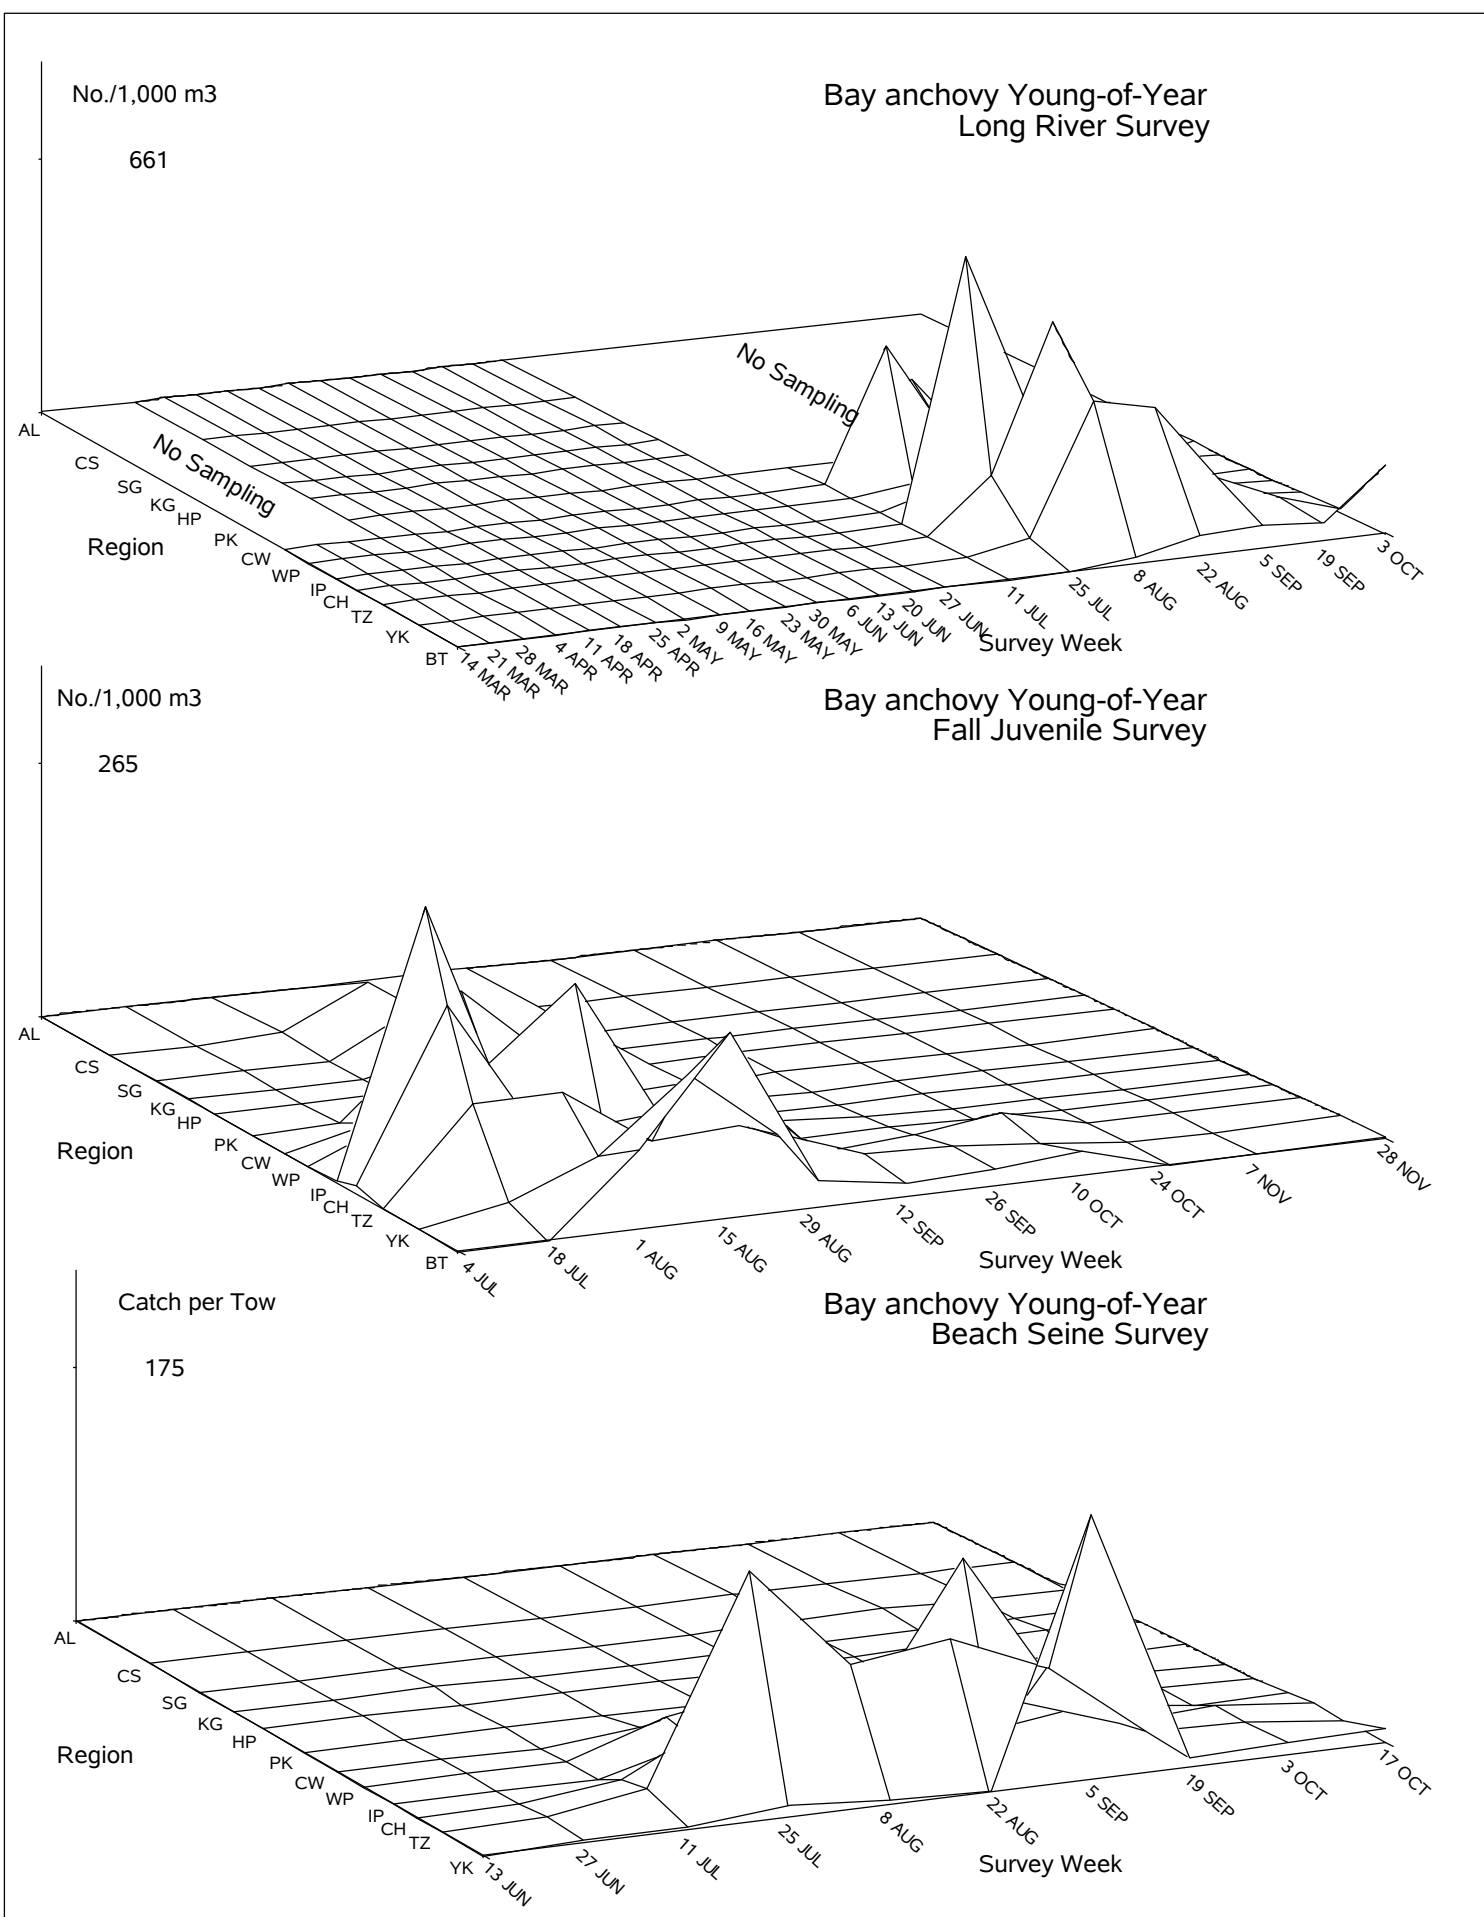 No./1,000 m3
Bay anchovy Young-of-Year
Long River Survey
661
No Sampling
No Sampling
AL
CS
SG
KG
HP
PK
CW
WP
IP
CH
TZ
YK
BT
Region
14 MAR
21 MAR
28 MAR
4 APR
11 APR
18 APR
25 APR
2 MAY
9 MAY
16 MAY
23 MAY
30 MAY
6 JUN
13 JUN
20 JUN
27 JUN
11 JUL
25 JUL
8 AUG
22 AUG
5 SEP
19 SEP
3 OCT
Survey Week
No./1,000 m3
Bay anchovy Young-of-Year
Fall Juvenile Survey
265
AL
CS
SG
KG
HP
PK
CW
WP
IP
CH
TZ
YK
BT
Region
4 JUL
18 JUL
1 AUG
15 AUG
29 AUG
12 SEP
26 SEP
10 OCT
24 OCT
7 NOV
28 NOV
Survey Week
Catch per Tow
Bay anchovy Young-of-Year
Beach Seine Survey
175
AL
CS
SG
KG
HP
PK
CW
WP
IP
CH
TZ
YK
Region
13 JUN
27 JUN
11 JUL
25 JUL
8 AUG
22 AUG
5 SEP
19 SEP
3 OCT
17 OCT
Survey Week